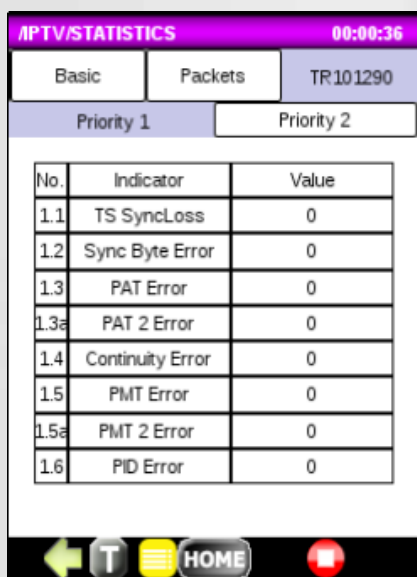 /IPTV/STATISTICS 00:00:36
Basic Packets TR101290
Priority 1 Priority 2
No. Indicator Value
1.1 TS SyncLoss 0
1.2 Sync Byte Error 0
1.3 PAT Error 0
1.3a PAT 2 Error 0
1.4 Continuity Error 0
1.5 PMT Error 0
1.5a PMT 2 Error 0
1.6 PID Error 0
T HOME